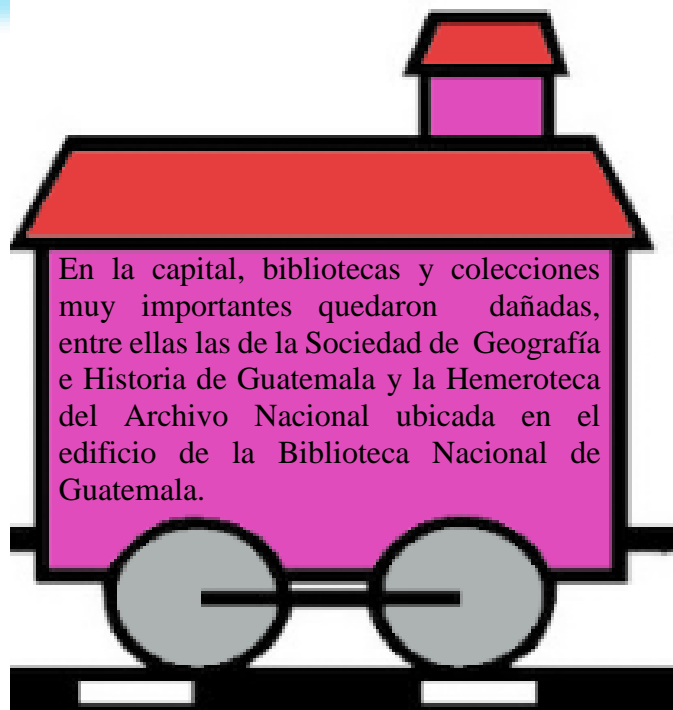 En la capital, bibliotecas y colecciones
muy importantes quedaron dañadas,
entre ellas las de la Sociedad de Geografía
e Historia de Guatemala y la Hemeroteca
del Archivo Nacional ubicada en el
edificio de la Biblioteca Nacional de
Guatemala.